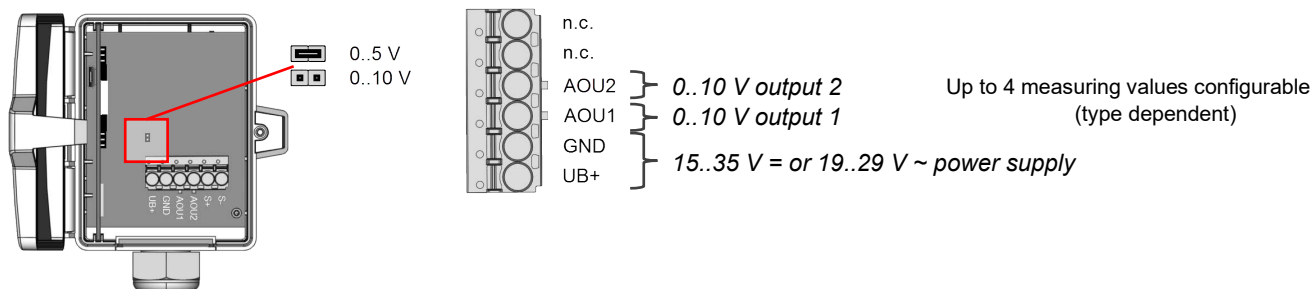 0..5 V
0..10 V
UB+
GND
AOU1
AOU2
S+
S-
n.c.
n.c.
AOU2
0..10 V output 2
AOU1
0..10 V output 1
GND
UB+
15..35 V = or 19..29 V ~ power supply
Up to 4 measuring values configurable
(type dependent)